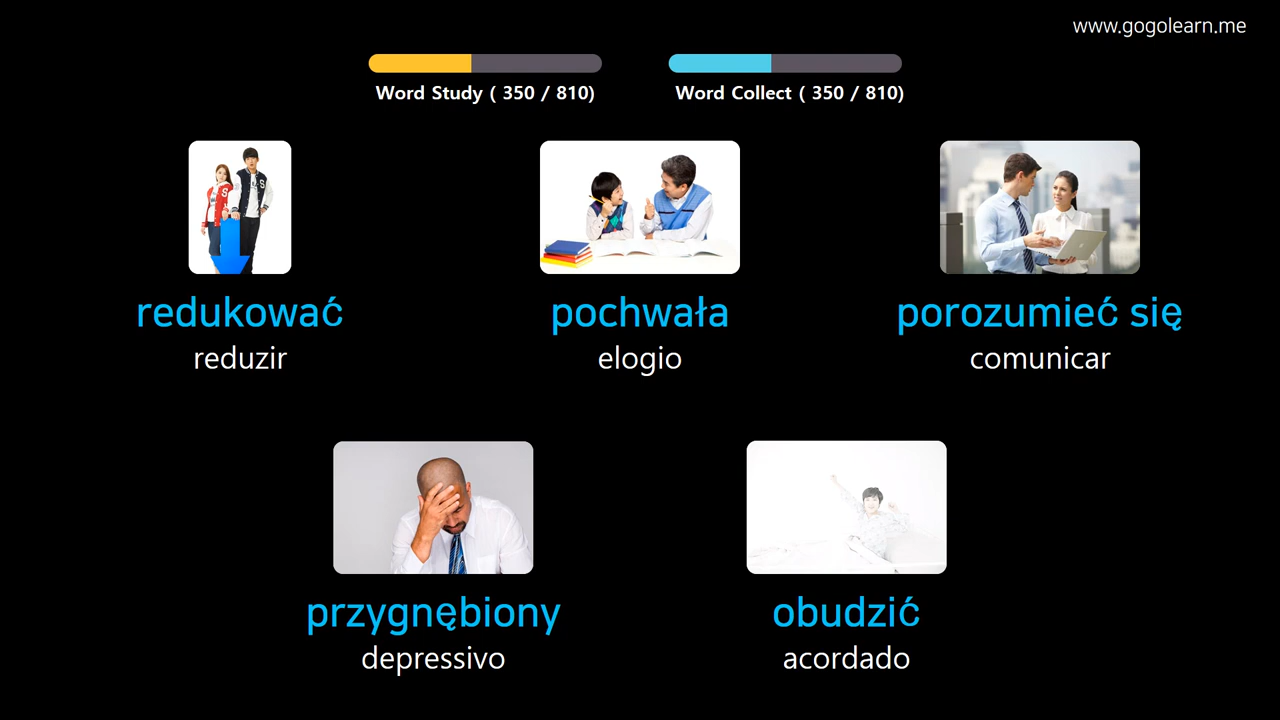 www.gogolearn.me
Word Study ( 350 / 810)
Word Collect ( 350 / 810)
redukować
reduzir
pochwała
elogio
porozumieć się
comunicar
przygnębiony
depressivo
obudzić
acordado